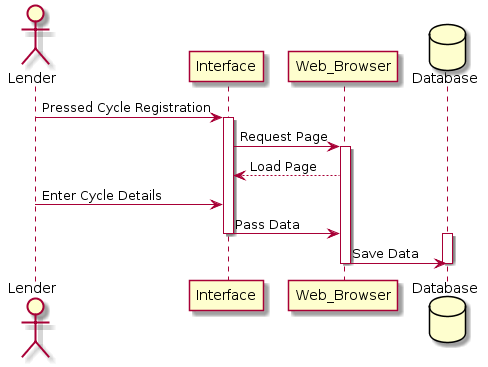 Lender
Interface
Web_Browser
Database
Pressed Cycle Registration
Request Page
Load Page
Enter Cycle Details
Pass Data
Save Data
Lender
Interface
Web_Browser
Database